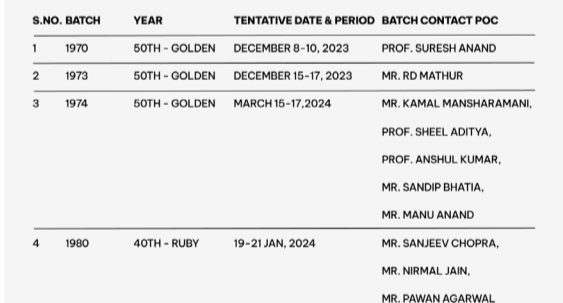 S.NO. BATCH YEAR TENTATIVE DATE & PERIOD BATCH CONTACT POC
1 1970 50TH - GOLDEN DECEMBER 8-10, 2023 PROF. SURESH ANAND
2 1973 50TH - GOLDEN DECEMBER 15-17, 2023 MR. RD MATHUR
3 1974 50TH - GOLDEN MARCH 15-17,2024 MR. KAMAL MANSHARAMANI,
PROF. SHEEL ADITYA,
PROF. ANSHUL KUMAR,
MR. SANDIP BHATIA,
MR. MANU ANAND
4 1980 40TH - RUBY 19-21 JAN, 2024 MR. SANJEEV CHOPRA,
MR. NIRMAL JAIN,
MR. PAWAN AGARWAL